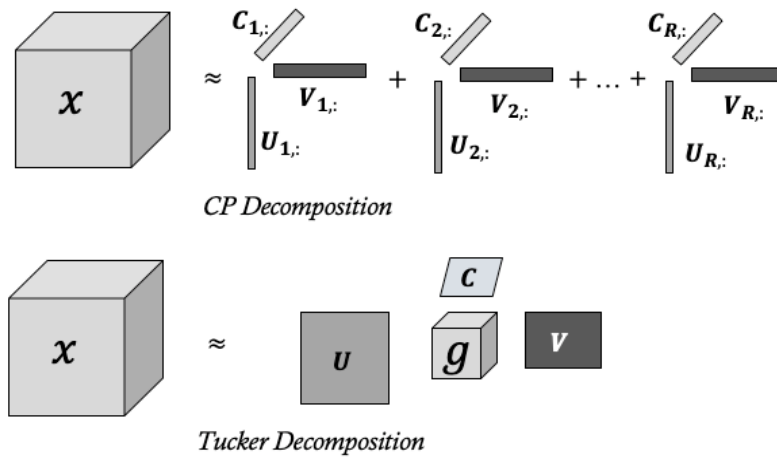 x ≈ C1,: V1,: U1,: + C2,: V2,: U2,: + ... + CR,: VR,: UR,:
CP Decomposition
x ≈ U C g V
Tucker Decomposition